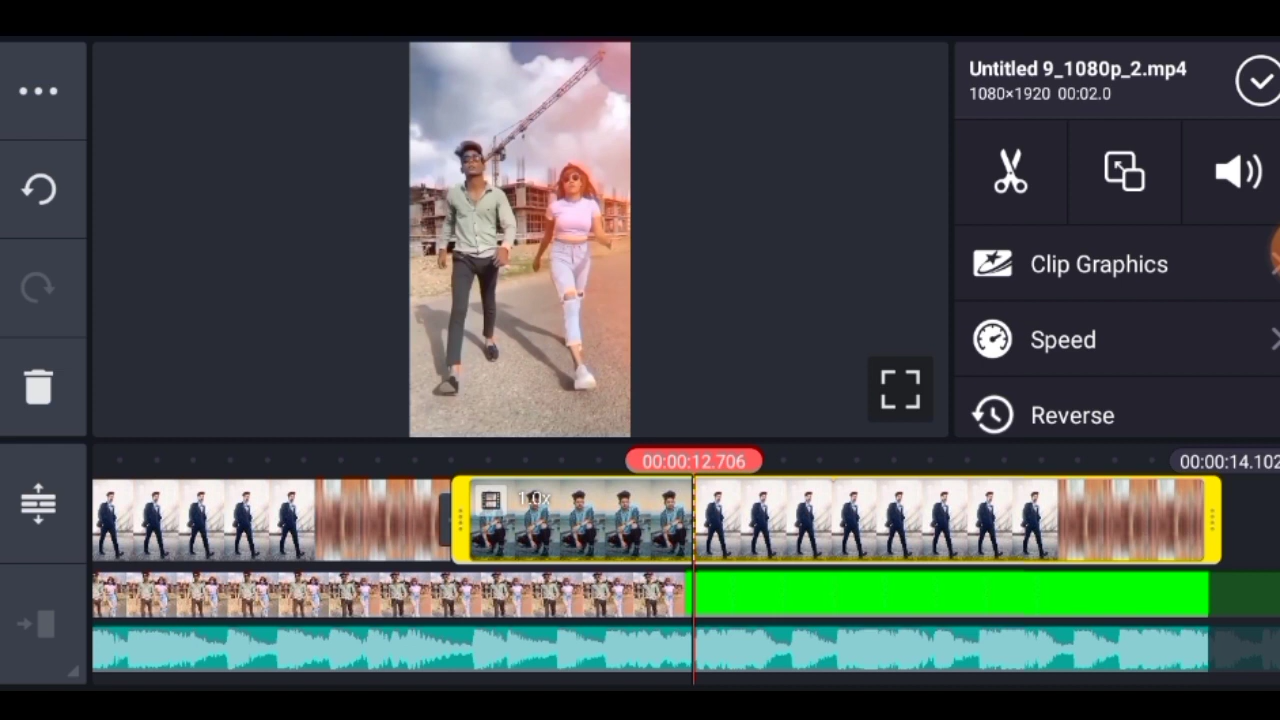 Untitled 9_1080p_2.mp4
1080×1920 00:02.0
Clip Graphics
Speed
Reverse
00:00:12.706
00:00:14.102
1.0x